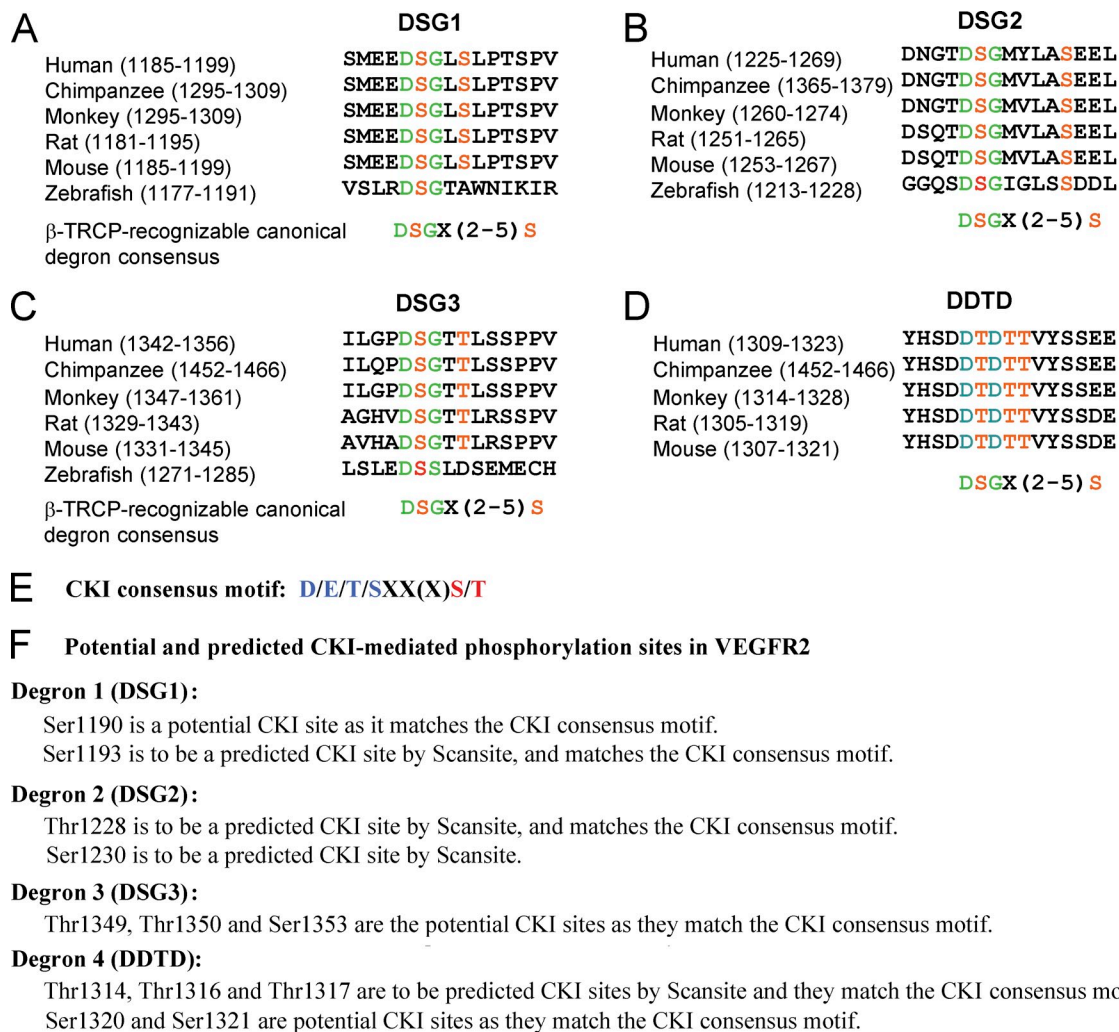 A
DSG1
Human (1185-1199) SMEEDSGLSLPTSPV
Chimpanzee (1295-1309) SMEEDSGLSLPTSPV
Monkey (1295-1309) SMEEDSGLSLPTSPV
Rat (1181-1195) SMEEDSGLSLPTSPV
Mouse (1185-1199) SMEEDSGLSLPTSPV
Zebrafish (1177-1191) VSLRDSGTAWNIKIR
β-TRCP-recognizable canonical DSGX(2-5)S
degron consensus
B
DSG2
Human (1225-1269) DNGTDSGMYLASEEL
Chimpanzee (1365-1379) DNGTDSGMVLASEEL
Monkey (1260-1274) DNGTDSGMVLASEEL
Rat (1251-1265) DSQTDSGMVLASEEL
Mouse (1253-1267) DSQTDSGMVLASEEL
Zebrafish (1213-1228) GGQSDSGIGLSSDDL
DSGX(2-5)S
C
DSG3
Human (1342-1356) ILGPDSGTTLSSPPV
Chimpanzee (1452-1466) ILQPDSGTTLSSPPV
Monkey (1347-1361) ILGPDSGTTLSSPPV
Rat (1329-1343) AGHVDSGTTLRSSPV
Mouse (1331-1345) AVHADSGTTLRSPPV
Zebrafish (1271-1285) LSLEDSSLDSEMECH
β-TRCP-recognizable canonical DSGX(2-5)S
degron consensus
D
DDTD
Human (1309-1323) YHSDDTDTTVYSSEE
Chimpanzee (1452-1466) YHSDDTDTTVYSSEE
Monkey (1314-1328) YHSDDTDTTVYSSEE
Rat (1305-1319) YHSDDTDTTVYSSDE
Mouse (1307-1321) YHSDDTDTTVYSSDE
DSGX(2-5)S
E CKI consensus motif: D/E/T/SXX(X)S/T
F Potential and predicted CKI-mediated phosphorylation sites in VEGFR2
Degron 1 (DSG1):
Ser1190 is a potential CKI site as it matches the CKI consensus motif.
Ser1193 is to be a predicted CKI site by Scansite, and matches the CKI consensus motif.
Degron 2 (DSG2):
Thr1228 is to be a predicted CKI site by Scansite, and matches the CKI consensus motif.
Ser1230 is to be a predicted CKI site by Scansite.
Degron 3 (DSG3):
Thr1349, Thr1350 and Ser1353 are the potential CKI sites as they match the CKI consensus motif.
Degron 4 (DDTD):
Thr1314, Thr1316 and Thr1317 are to be predicted CKI sites by Scansite and they match the CKI consensus mo
Ser1320 and Ser1321 are potential CKI sites as they match the CKI consensus motif.